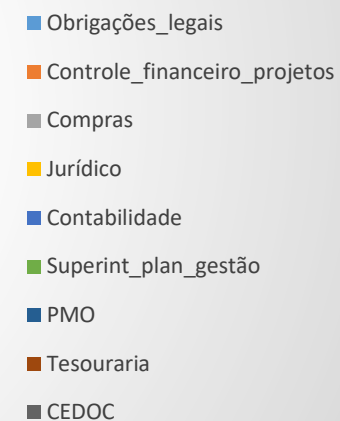 Obrigações_legais
Controle_financeiro_projetos
Compras
Jurídico
Contabilidade
Superint_plan_gestão
PMO
Tesouraria
CEDOC